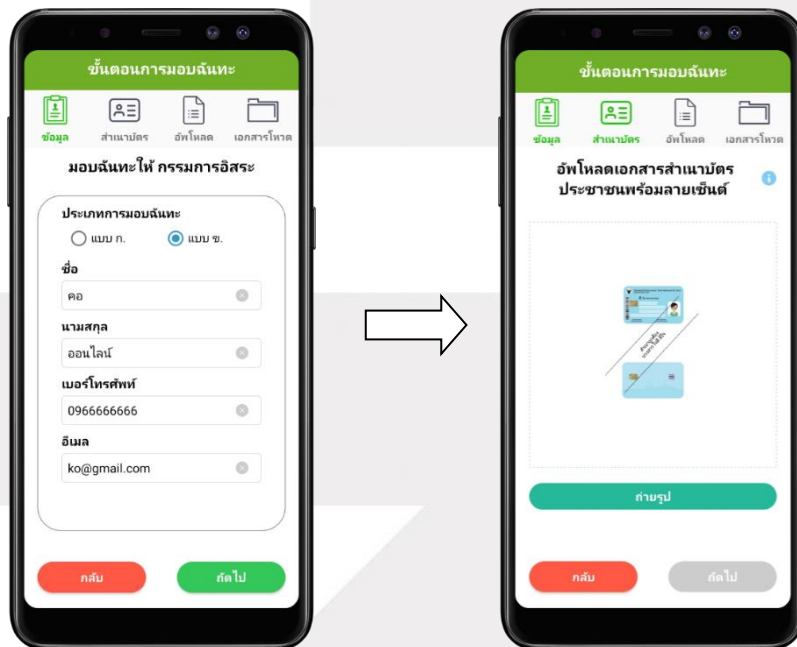 ขั้นตอนการมอบฉันทะ
ข้อมูล สำเนาบัตร อัพโหลด เอกสารโหวต
มอบฉันทะให้ กรรมการอิสระ
ประเภทการมอบฉันทะ
แบบ ก. แบบ ข.
ชื่อ
คอ
นามสกุล
ออนไลน์
เบอร์โทรศัพท์
0966666666
อีเมล
ko@gmail.com
กลับ ถัดไป
ขั้นตอนการมอบฉันทะ
ข้อมูล สำเนาบัตร อัพโหลด เอกสารโหวต
อัพโหลดเอกสารสำเนาบัตร
ประชาชนพร้อมลายเซ็นต์
สำเนาถูกต้อง
ถ่ายรูป
กลับ ถัดไป